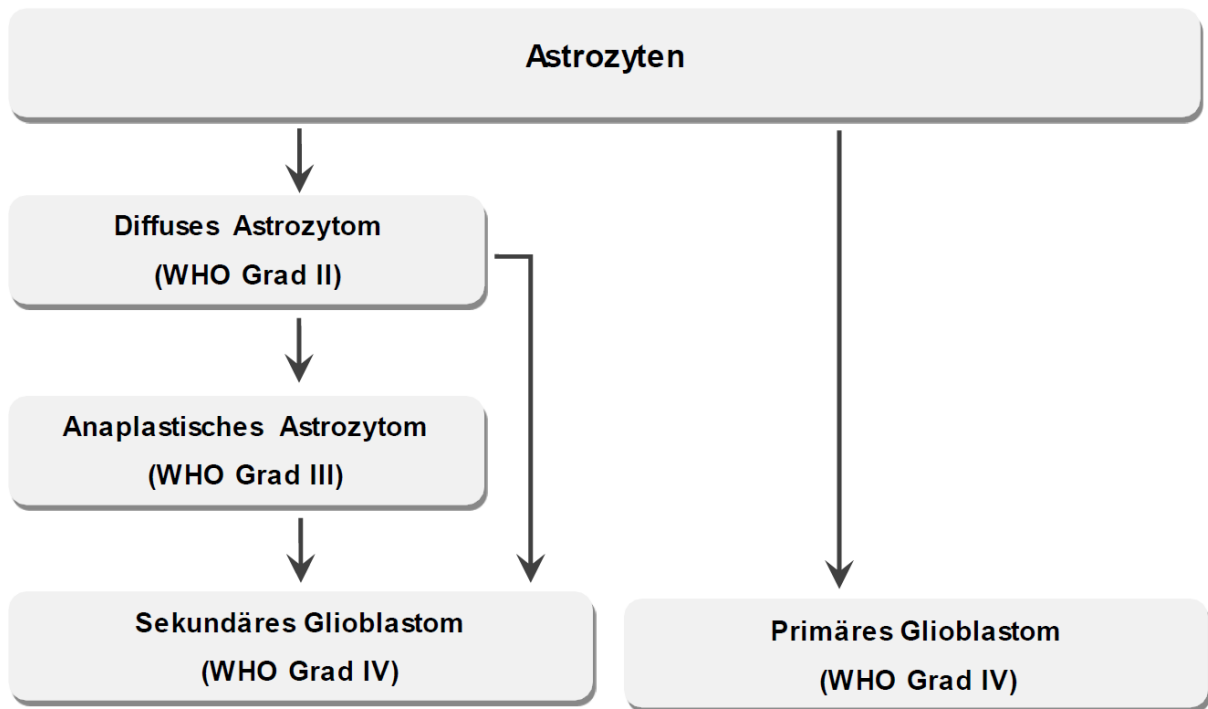 Astrozyten
Diffuses Astrozytom
(WHO Grad II)
Anaplastisches Astrozytom
(WHO Grad III)
Sekundäres Glioblastom
(WHO Grad IV)
Primäres Glioblastom
(WHO Grad IV)